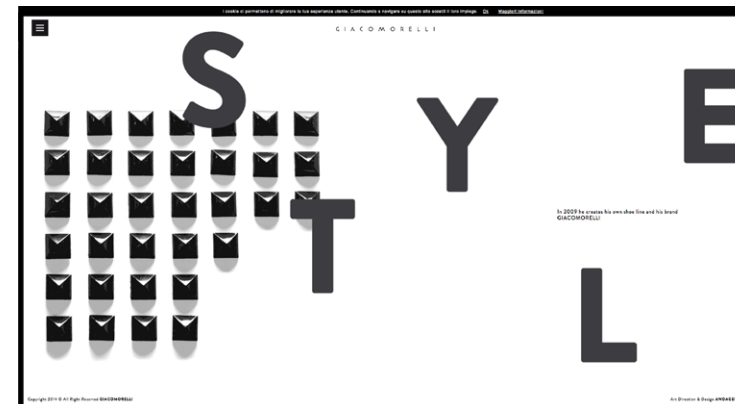 I cookie ci permettono di migliorare la tua esperienza utente. Continuando a navigare su questo sito assenti il loro impiego. Ok Maggiori Informazioni
GIACOMORELLI
S
T
Y
L
E
In 2009 he creates his own shoe line and his brand
GIACOMORELLI
Copyright 2014 © All Right Reserved GIACOMORELLI
Art Direction & Design